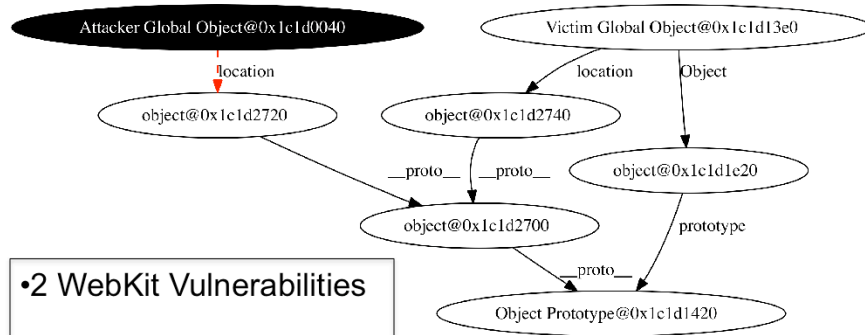 Attacker Global Object@0x1c1d0040
Victim Global Object@0x1c1d13e0
location
location
Object
object@0x1c1d2720
object@0x1c1d2740
object@0x1c1d1e20
__proto__
__proto__
object@0x1c1d2700
prototype
•2 WebKit Vulnerabilities
__proto__
Object Prototype@0x1c1d1420